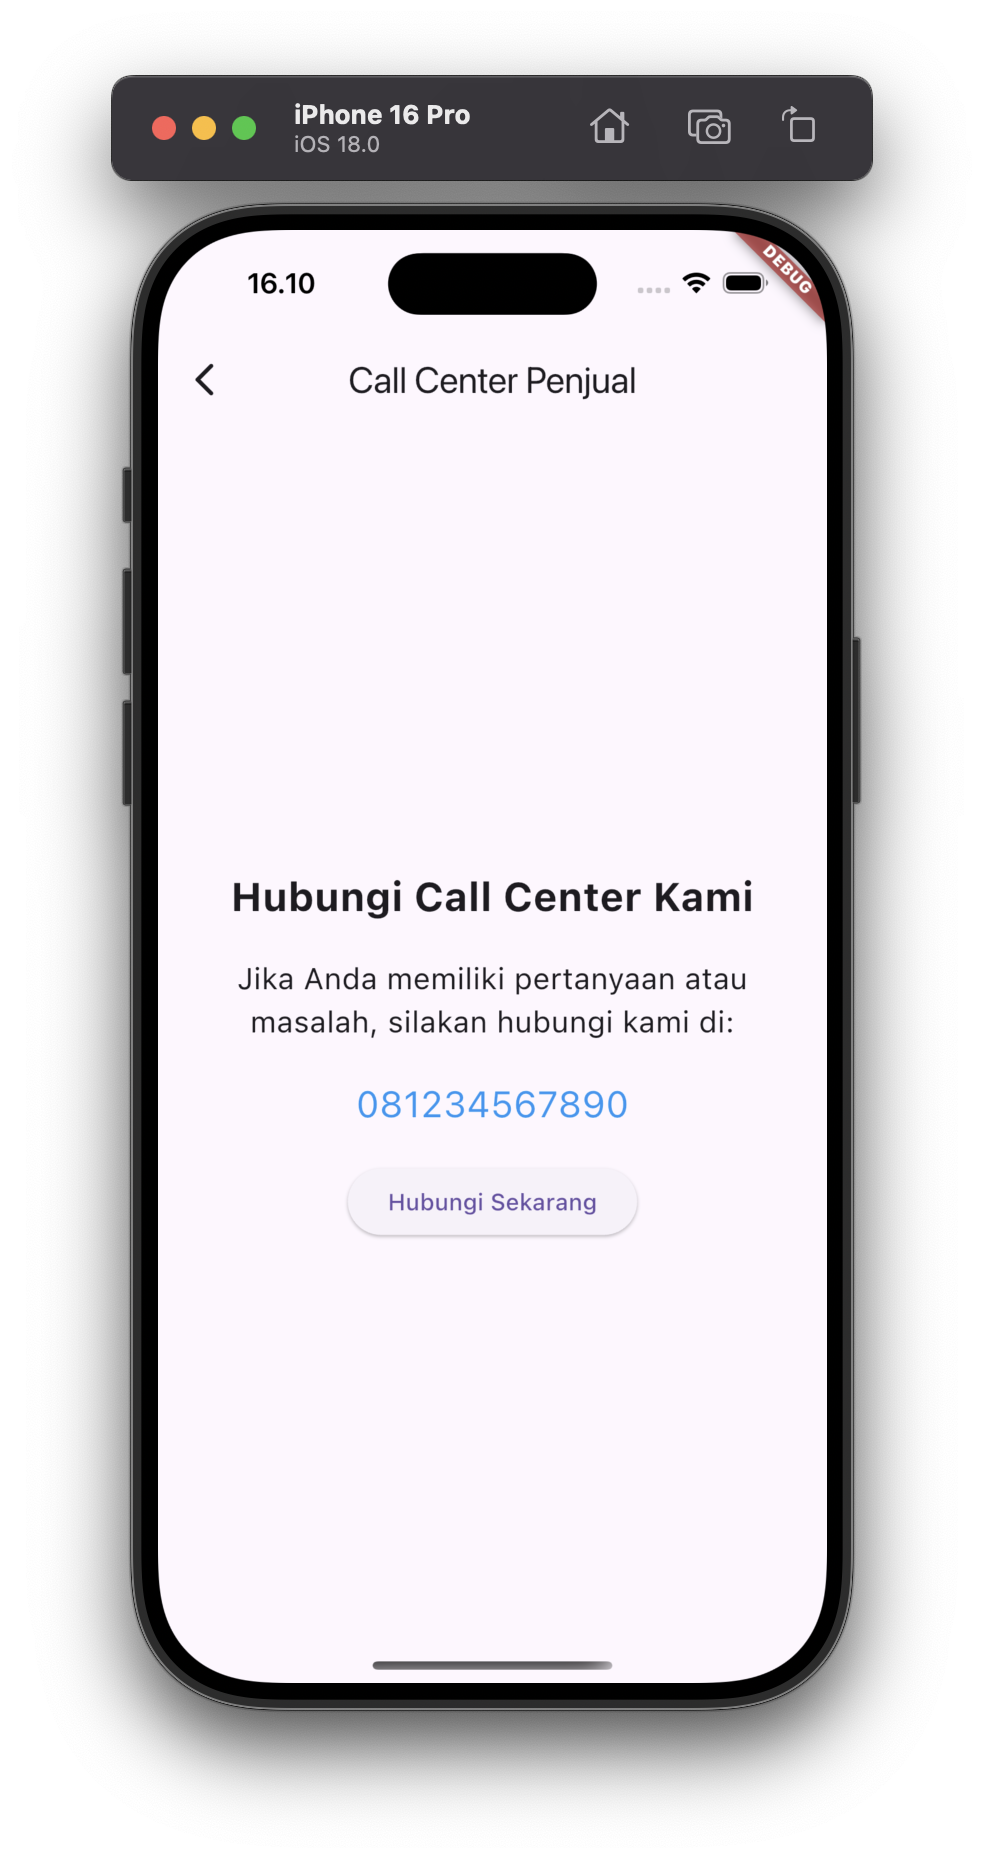 iPhone 16 Pro
iOS 18.0
16.10
DEBUG
Call Center Penjual
Hubungi Call Center Kami
Jika Anda memiliki pertanyaan atau
masalah, silakan hubungi kami di:
081234567890
Hubungi Sekarang